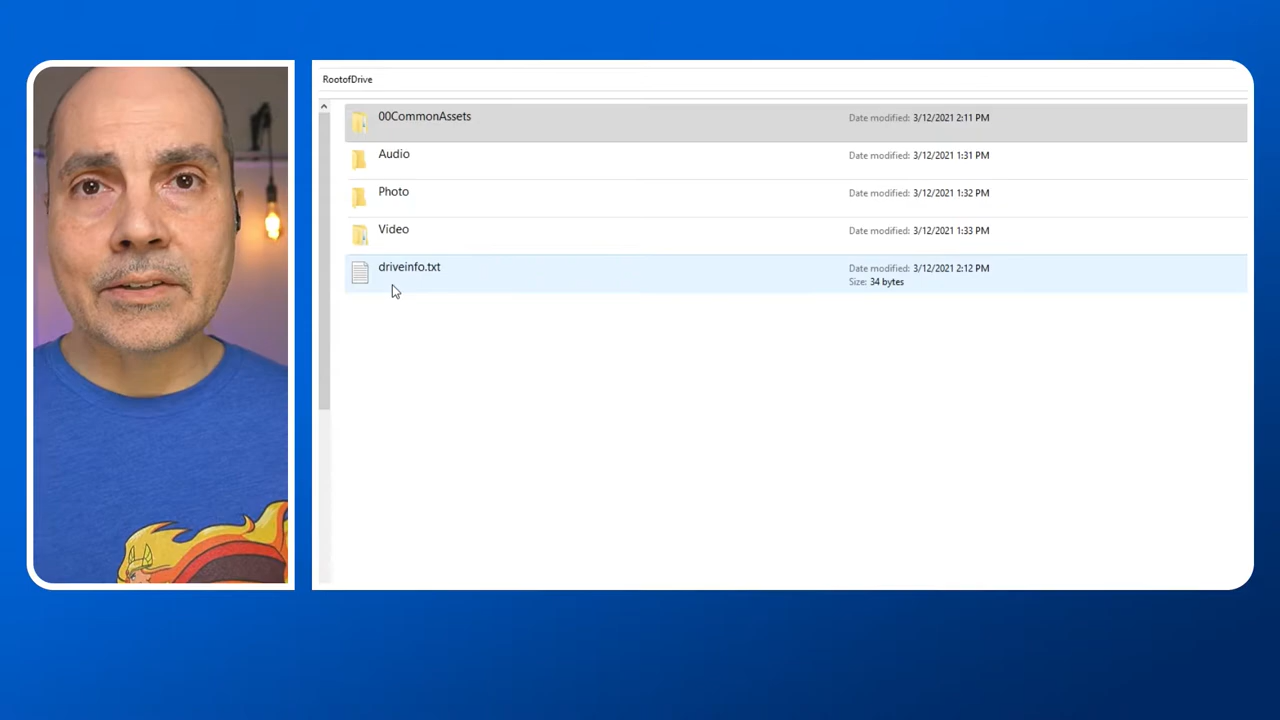 RootofDrive
00CommonAssets
Date modified: 3/12/2021 2:11 PM
Audio
Date modified: 3/12/2021 1:31 PM
Photo
Date modified: 3/12/2021 1:32 PM
Video
Date modified: 3/12/2021 1:33 PM
driveinfo.txt
Date modified: 3/12/2021 2:12 PM
Size: 34 bytes